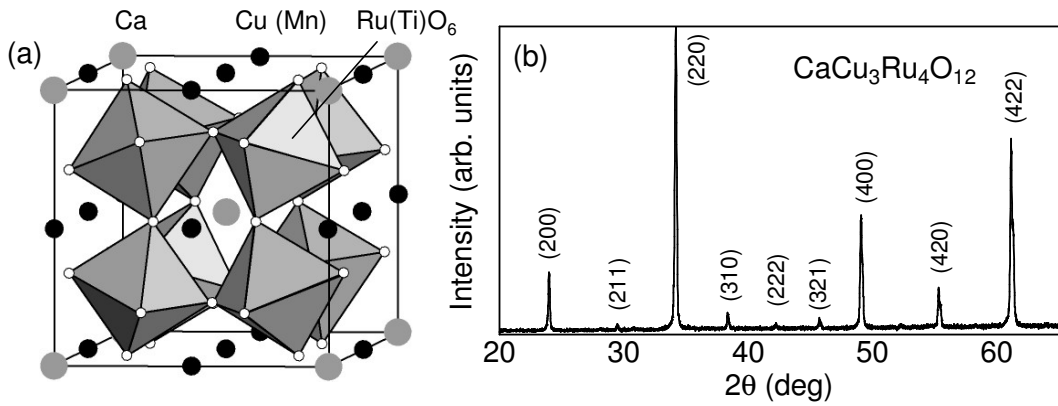 (a)
Ca
Cu (Mn)
Ru(Ti)O₆
(b)
CaCu₃Ru₄O₁₂
Intensity (arb. units)
(200)
(211)
(220)
(310)
(222)
(321)
(400)
(420)
(422)
20
30
40
50
60
2θ (deg)